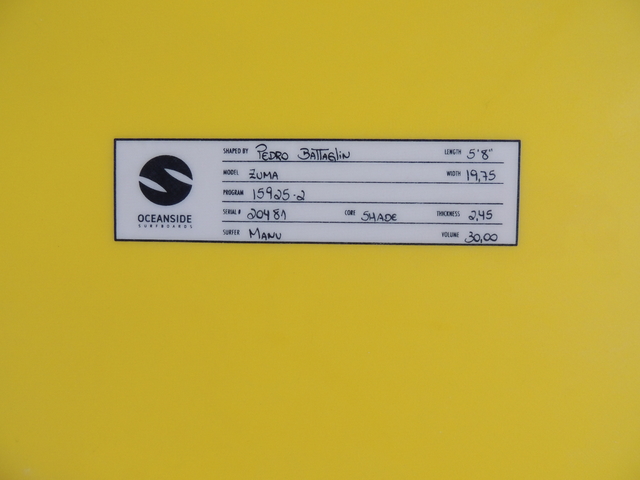 SHAPED BY PEDRO BATTAGLIN LENGTH 5'8"
MODEL ZUMA WIDTH 19,75
PROGRAM 15925-2
SERIAL # 20481 CORE SHADE THICKNESS 2,45
SURFER MANU VOLUME 30,00
OCEANSIDE
SURFBOARDS